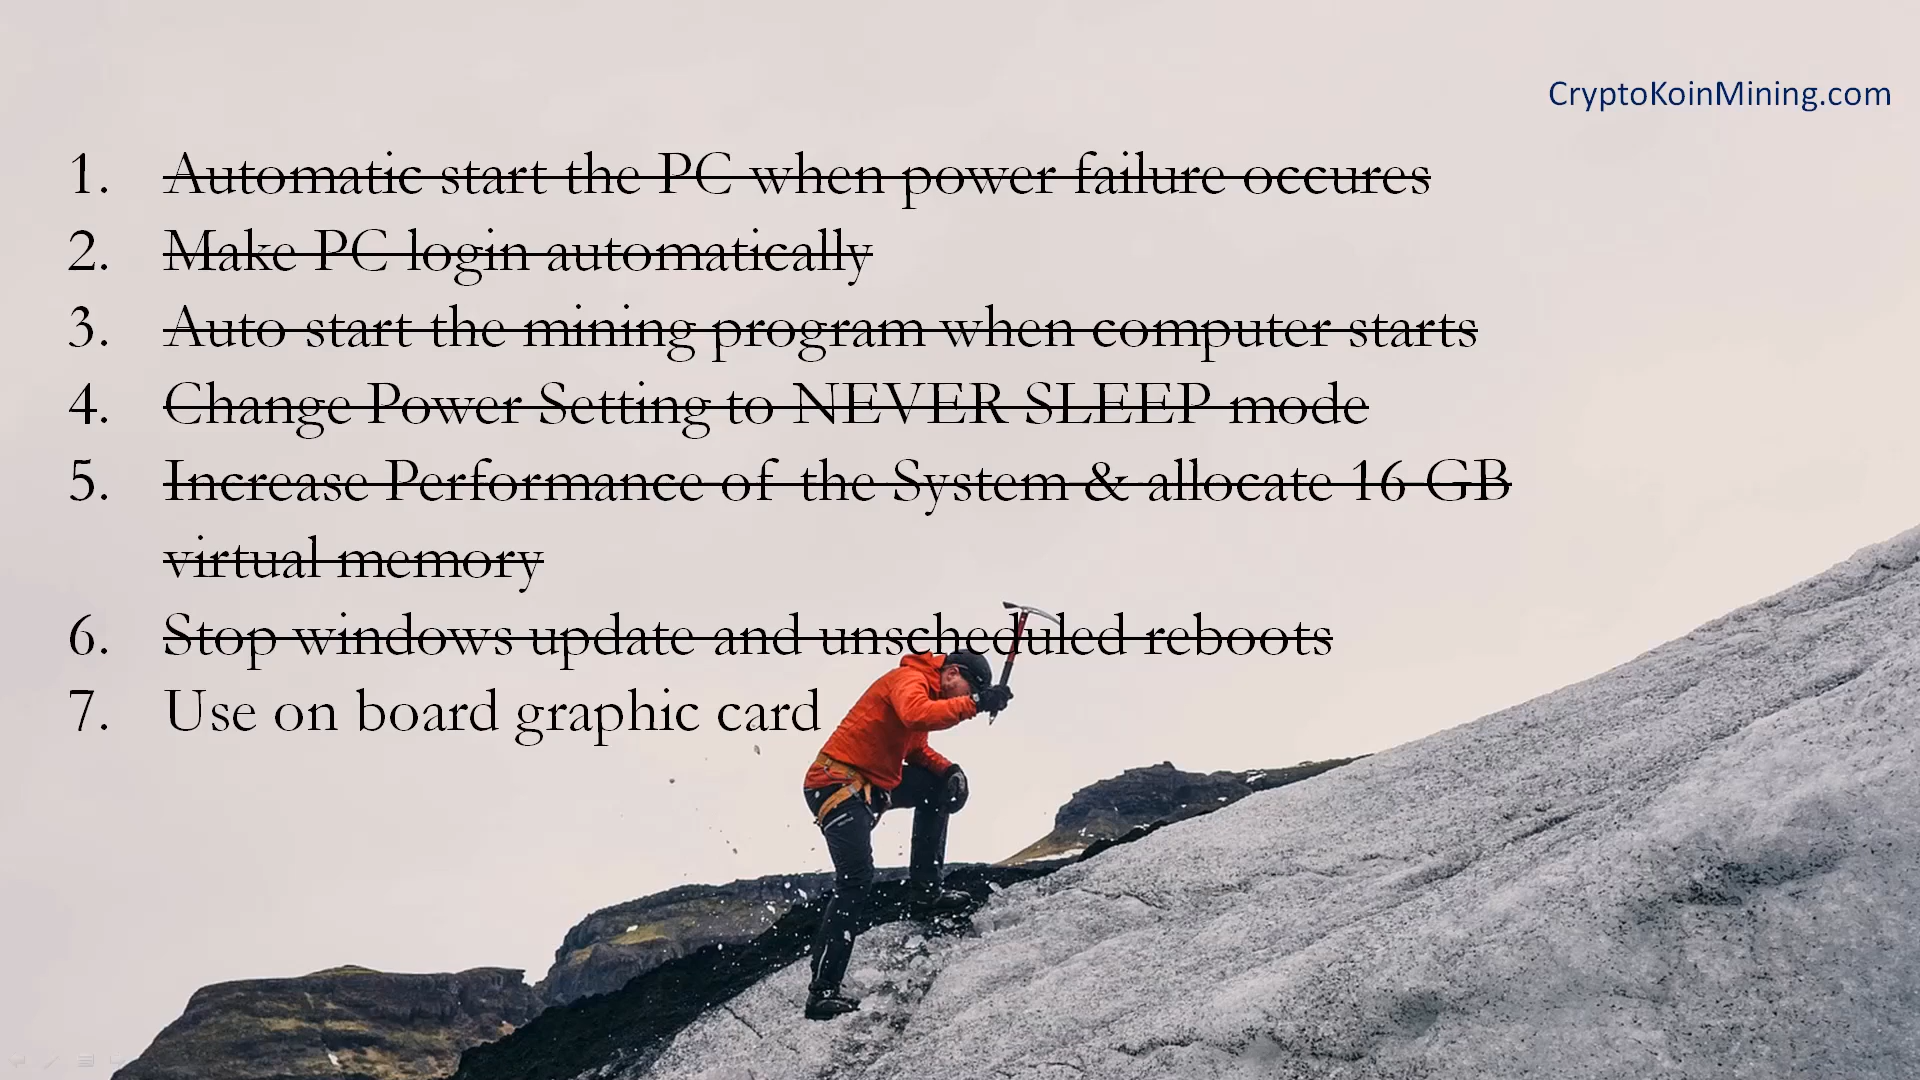 CryptoKoinMining.com
1. Automatic start the PC when power failure occures
2. Make PC login automatically
3. Auto start the mining program when computer starts
4. Change Power Setting to NEVER SLEEP mode
5. Increase Performance of the System & allocate 16 GB
virtual memory
6. Stop windows update and unscheduled reboots
7. Use on board graphic card